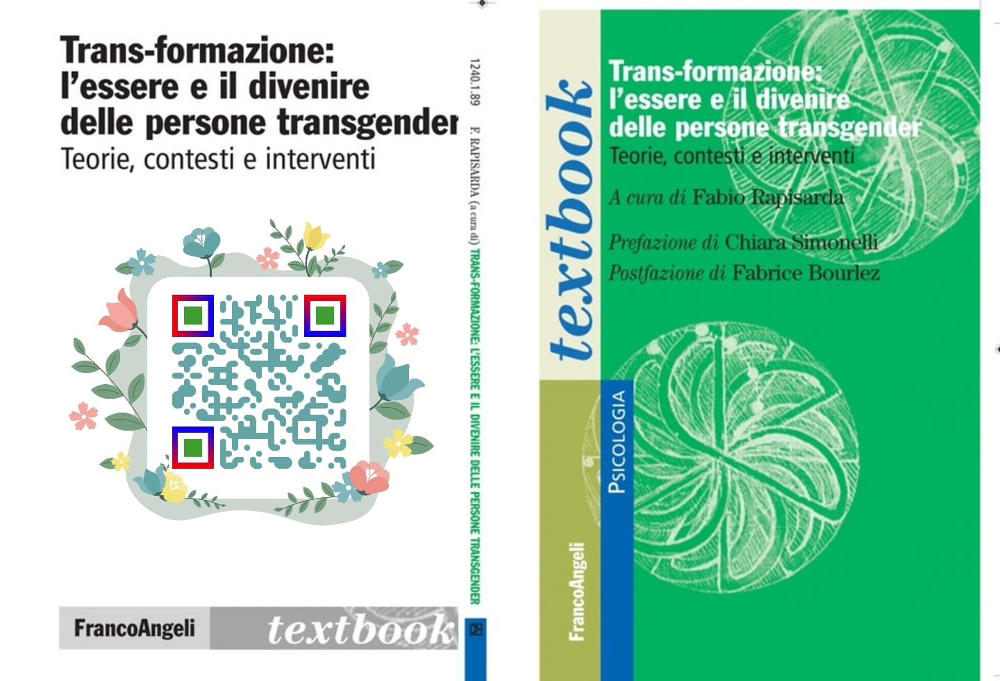 Trans-formazione:
l'essere e il divenire
delle persone transgender
Teorie, contesti e interventi
FrancoAngeli
textbook
1240.1.89 F. RAPISARDA (a cura di) TRANS-FORMAZIONE: L'ESSERE E IL DIVENIRE DELLE PERSONE TRANSGENDER
textbook
Trans-formazione:
l'essere e il divenire
delle persone transgender
Teorie, contesti e interventi
A cura di Fabio Rapisarda
Prefazione di Chiara Simonelli
Postfazione di Fabrice Bourlez
PSICOLOGIA
FrancoAngeli